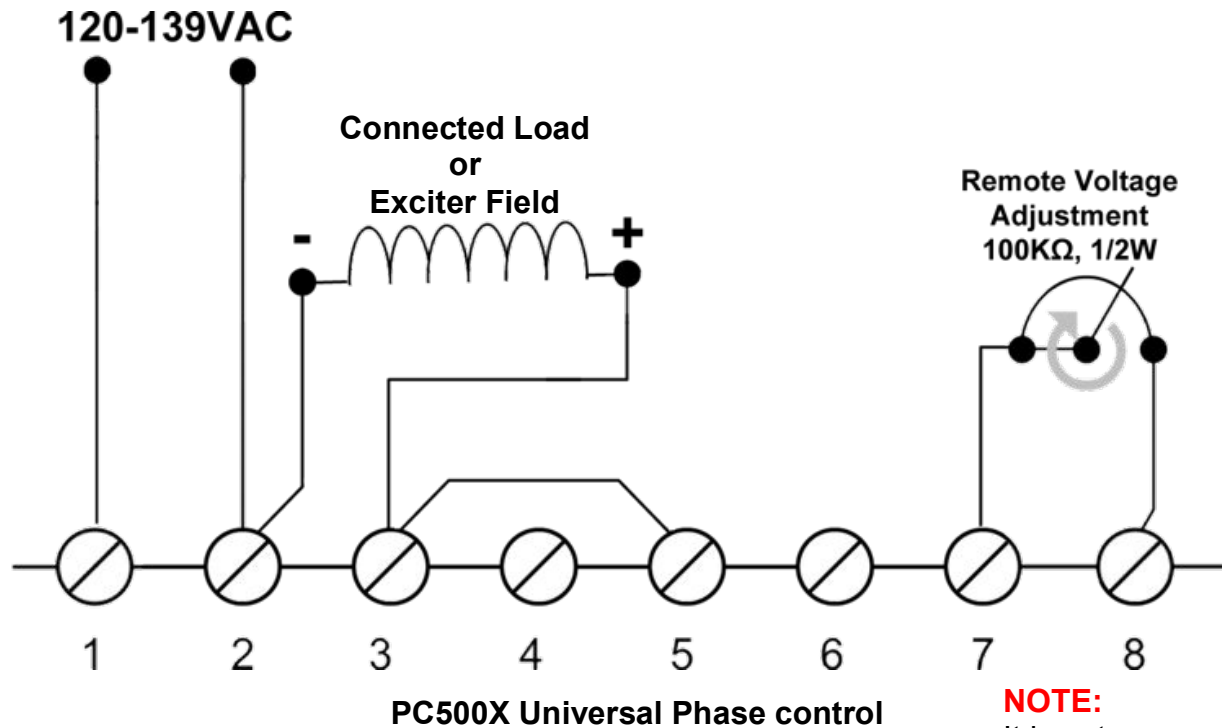 120-139VAC
Connected Load
or
Exciter Field
- +
Remote Voltage
Adjustment
100KΩ, 1/2W
1 2 3 4 5 6 7 8
PC500X Universal Phase control
NOTE: